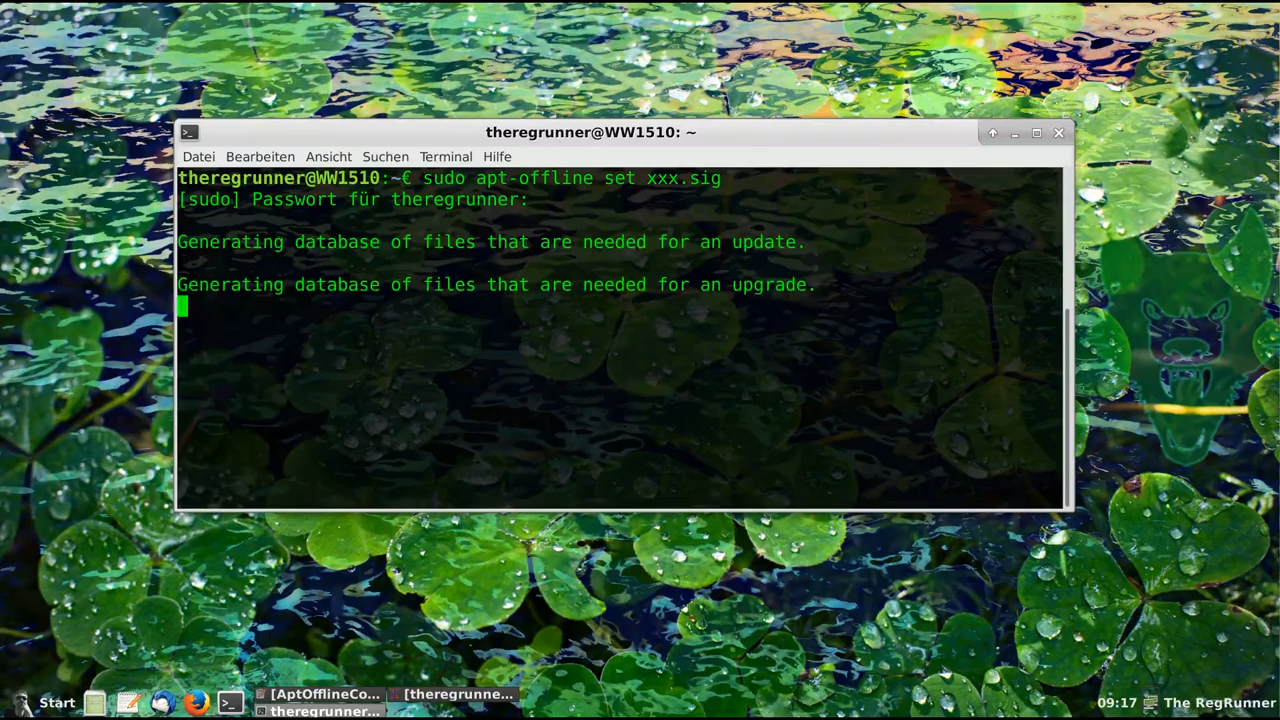 theregrunner@WW1510: ~
Datei Bearbeiten Ansicht Suchen Terminal Hilfe
theregrunner@WW1510:~€ sudo apt-offline set xxx.sig
[sudo] Passwort für theregrunner:
Generating database of files that are needed for an update.
Generating database of files that are needed for an upgrade.
Start
[AptOfflineCo... [theregrunne...
theregrunner...
09:17 The RegRunner